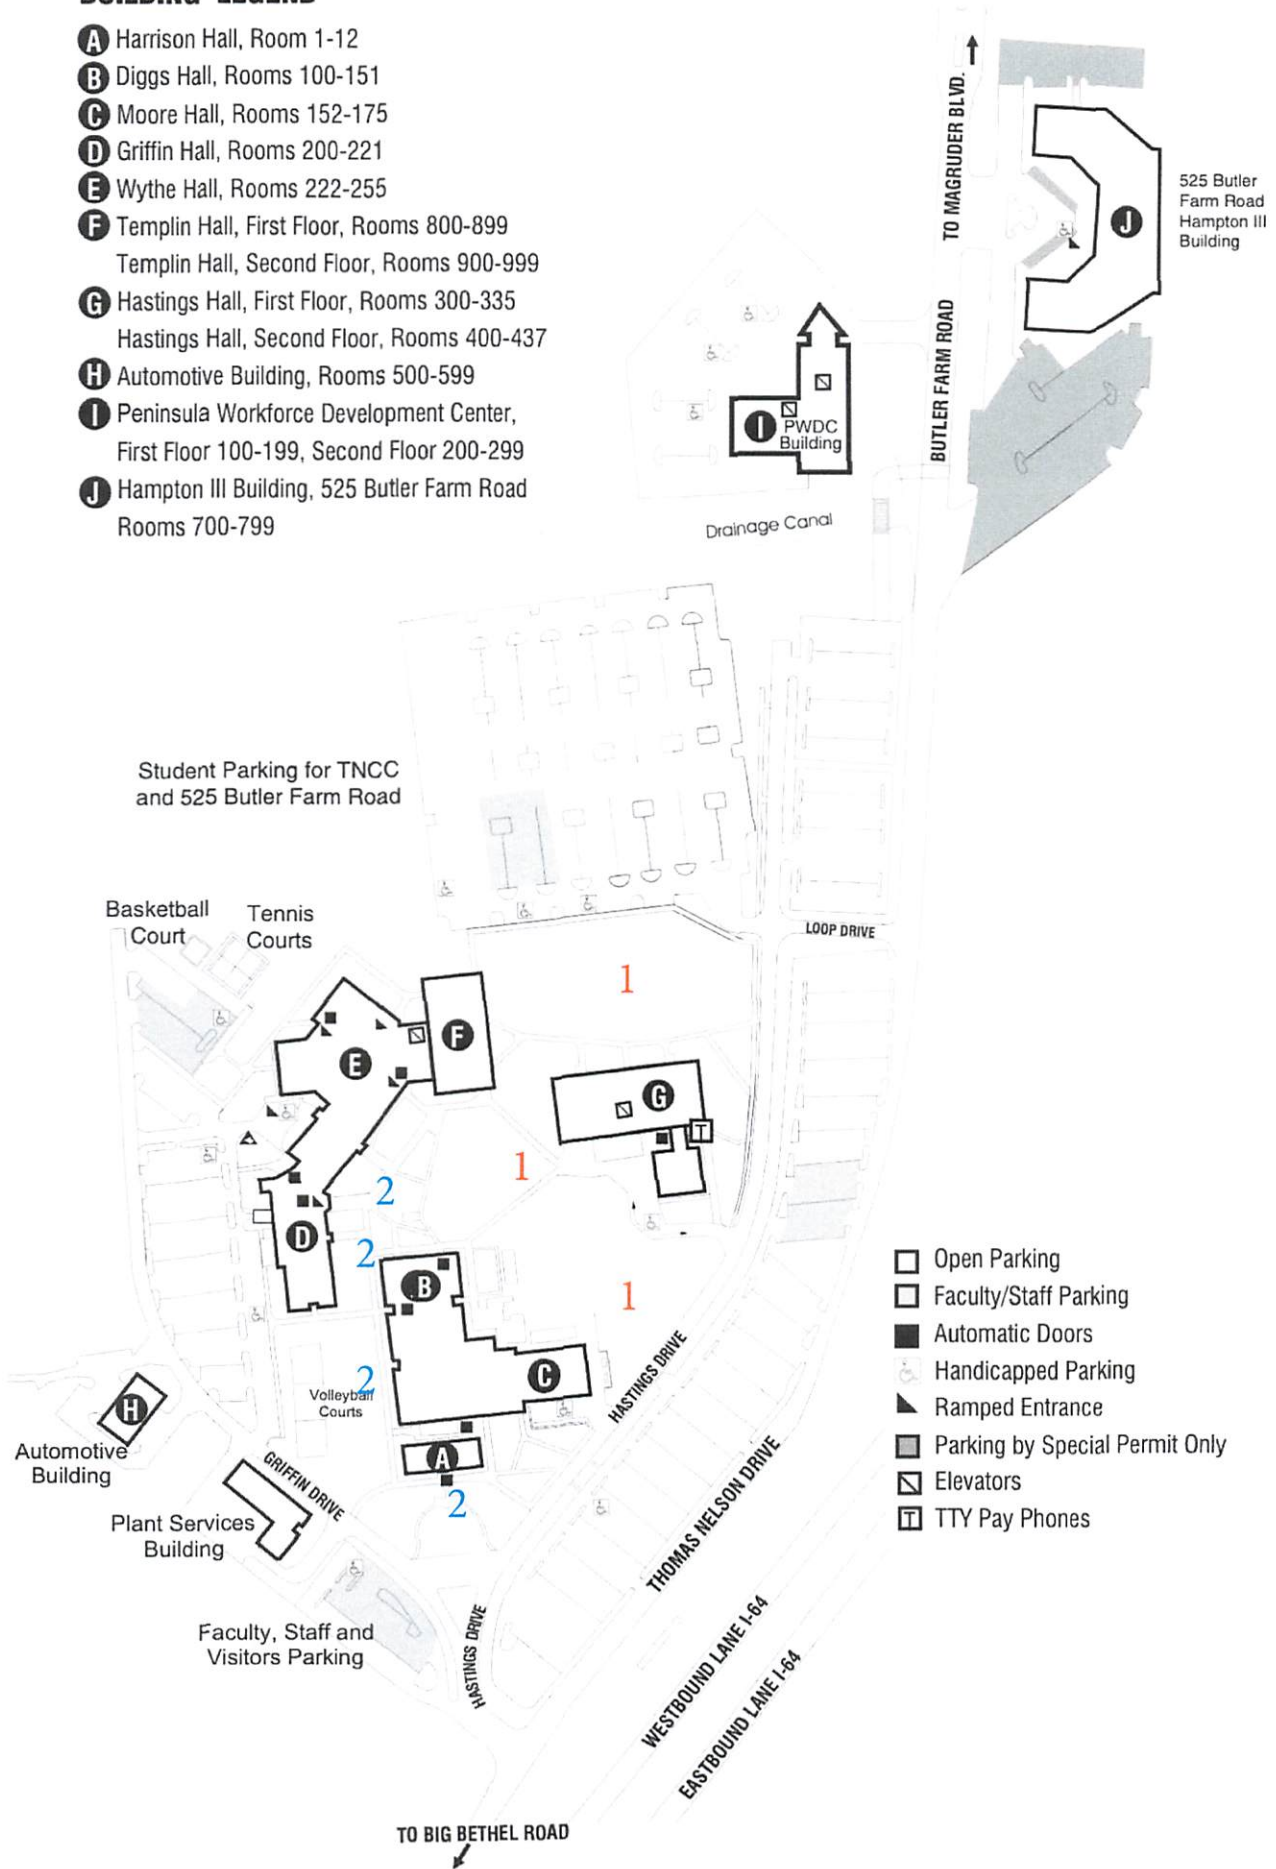 BUILDING LEGEND
A Harrison Hall, Room 1-12
B Diggs Hall, Rooms 100-151
C Moore Hall, Rooms 152-175
D Griffin Hall, Rooms 200-221
E Wythe Hall, Rooms 222-255
F Templin Hall, First Floor, Rooms 800-899
Templin Hall, Second Floor, Rooms 900-999
G Hastings Hall, First Floor, Rooms 300-335
Hastings Hall, Second Floor, Rooms 400-437
H Automotive Building, Rooms 500-599
I Peninsula Workforce Development Center,
First Floor 100-199, Second Floor 200-299
J Hampton III Building, 525 Butler Farm Road
Rooms 700-799
TO MAGRUDER BLVD.
J
525 Butler
Farm Road
Hampton III
Building
BUTLER FARM ROAD
I PWDC
Building
Drainage Canal
Student Parking for TNCC
and 525 Butler Farm Road
Basketball
Court
Tennis
Courts
LOOP DRIVE
1
F
E
G
T
1
2
D
2
B
1
C
2
Volleyball
Courts
HASTINGS DRIVE
H
Automotive
Building
A
GRIFFIN DRIVE
2
Plant Services
Building
THOMAS NELSON DRIVE
Faculty, Staff and
Visitors Parking
HASTINGS DRIVE
WESTBOUND LANE I-64
EASTBOUND LANE I-64
TO BIG BETHEL ROAD
Open Parking
Faculty/Staff Parking
Automatic Doors
Handicapped Parking
Ramped Entrance
Parking by Special Permit Only
Elevators
T TTY Pay Phones